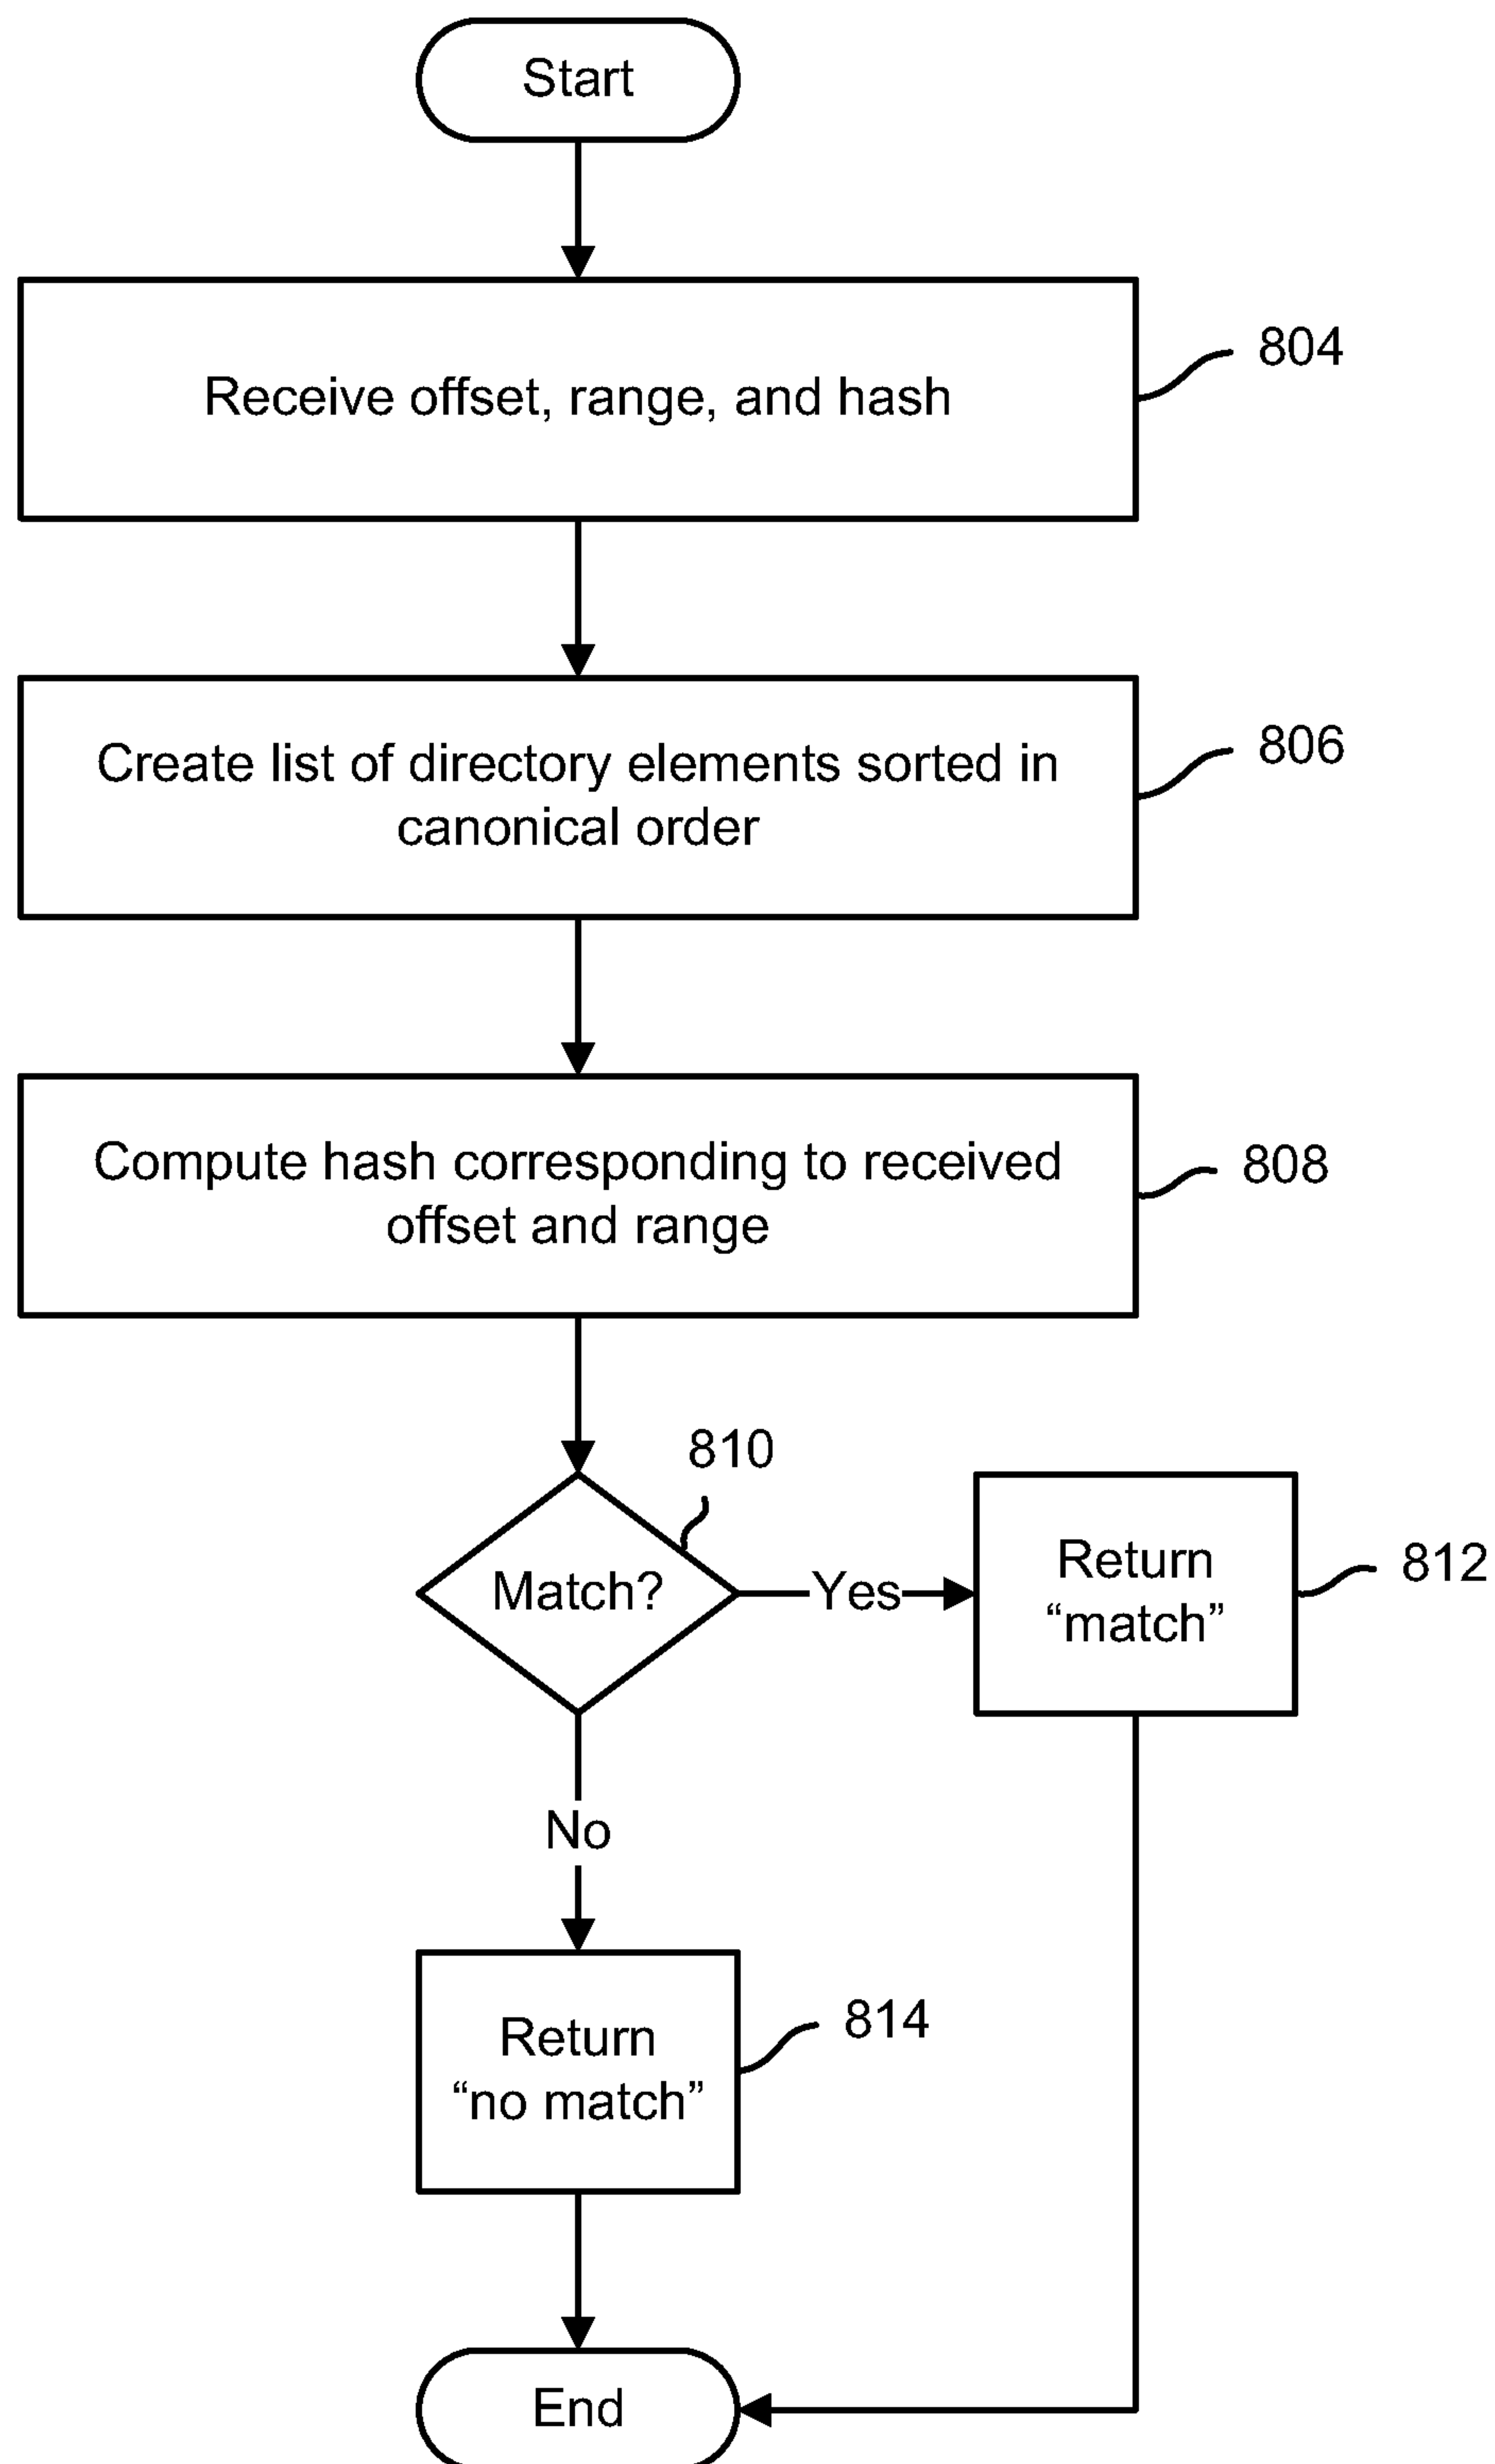 Start
Receive offset, range, and hash
804
Create list of directory elements sorted in
canonical order
806
Compute hash corresponding to received
offset and range
808
810
Match?
Yes
Return
“match”
812
No
Return
“no match”
814
End